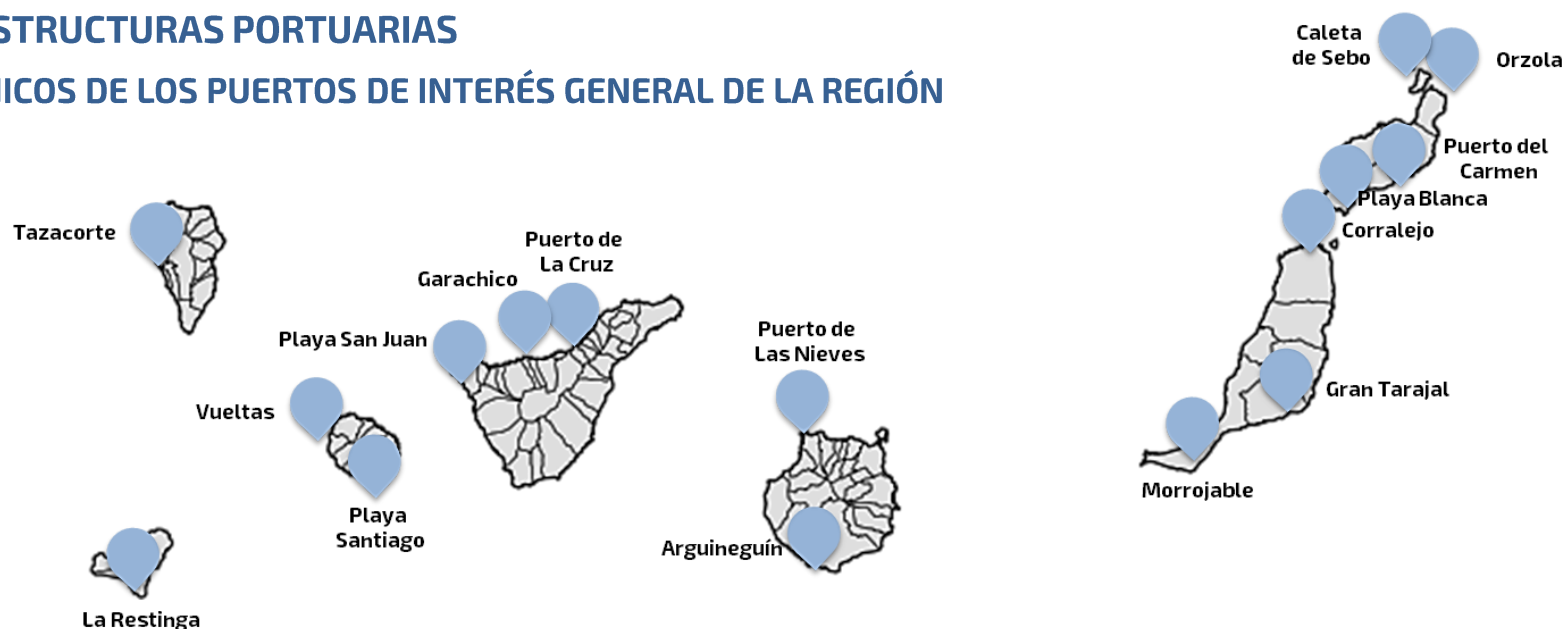 STRUCTURAS PORTUARIAS
ICOS DE LOS PUERTOS DE INTERÉS GENERAL DE LA REGIÓN
Caleta
de Sebo
Orzola
Puerto del
Carmen
Playa Blanca
Corralejo
Tazacorte
Puerto de
La Cruz
Garachico
Playa San Juan
Puerto de
Las Nieves
Vueltas
Gran Tarajal
Morrojable
Playa
Santiago
Arguineguín
La Restinga